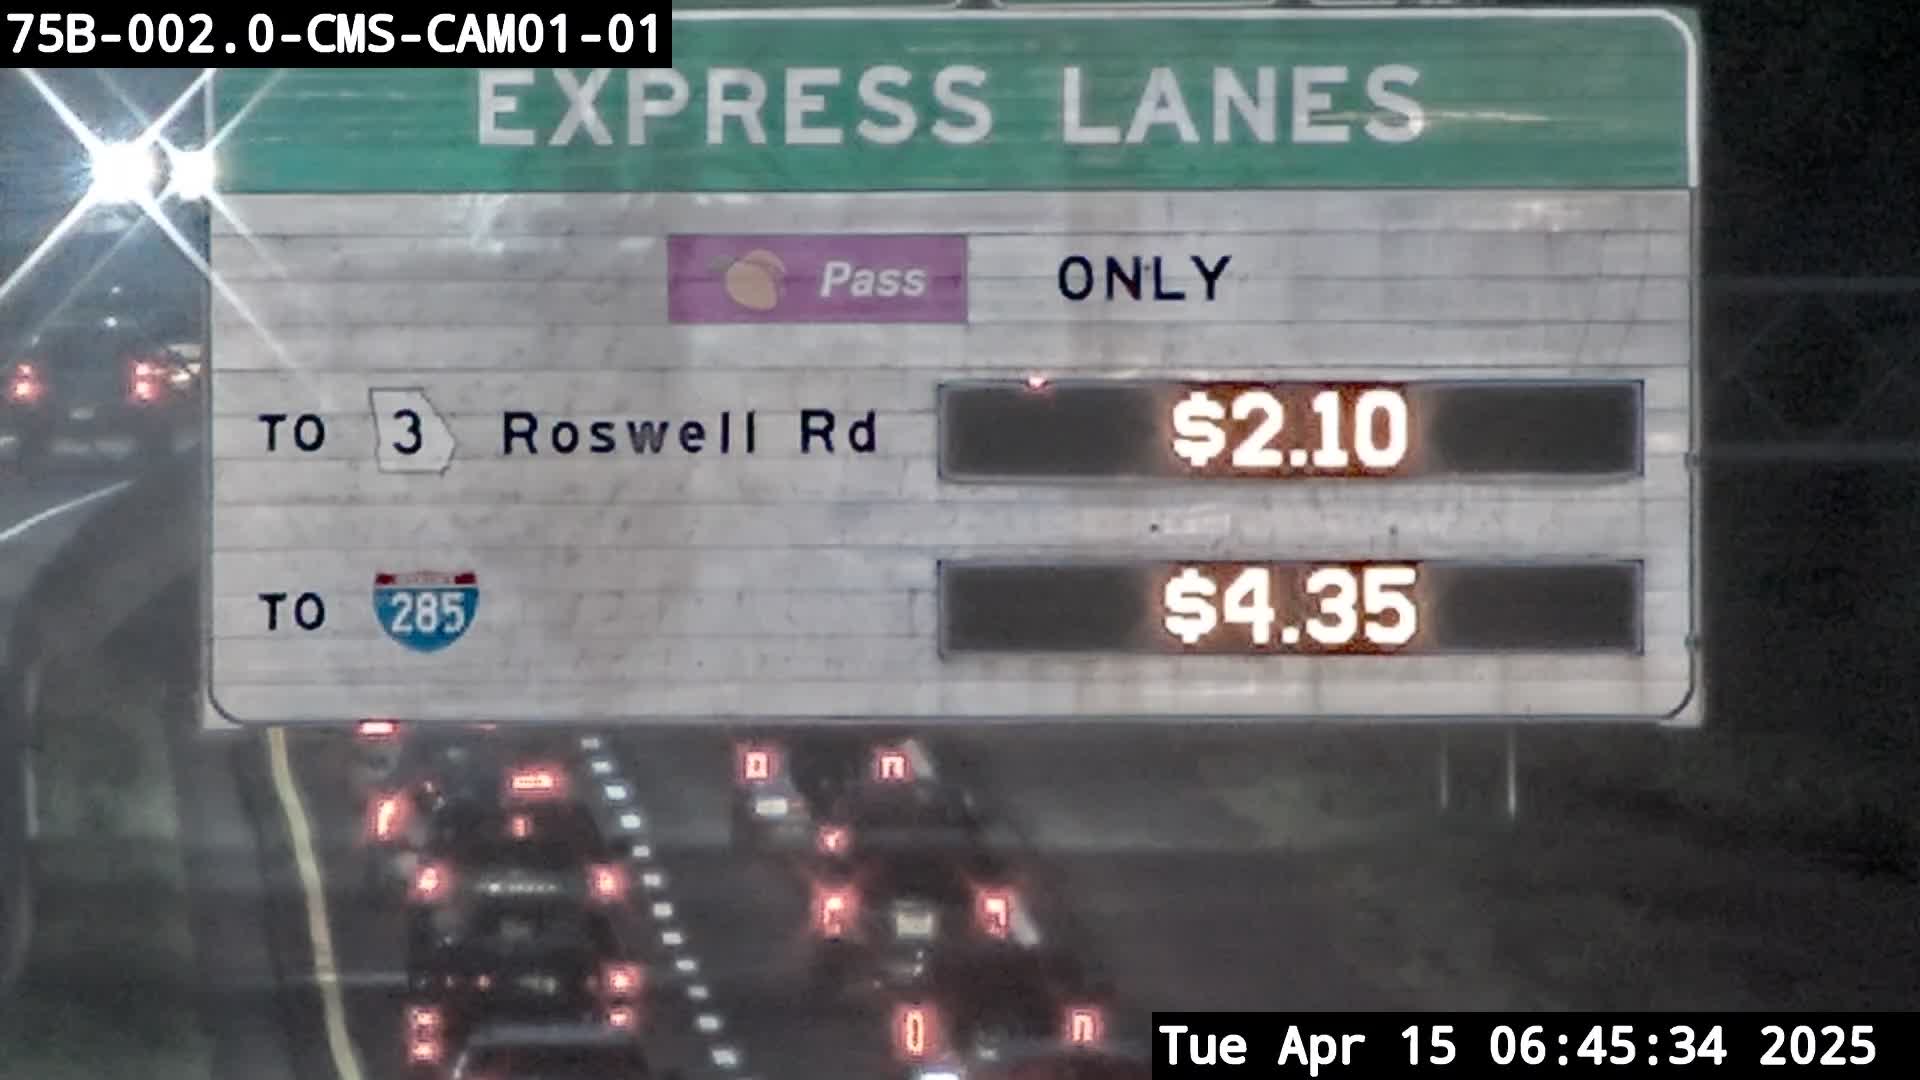 75B-002.0-CMS-CAM01-01
EXPRESS LANES
Pass ONLY
TO 3 Roswell Rd $2.10
TO 285 $4.35
Tue Apr 15 06:45:34 2025